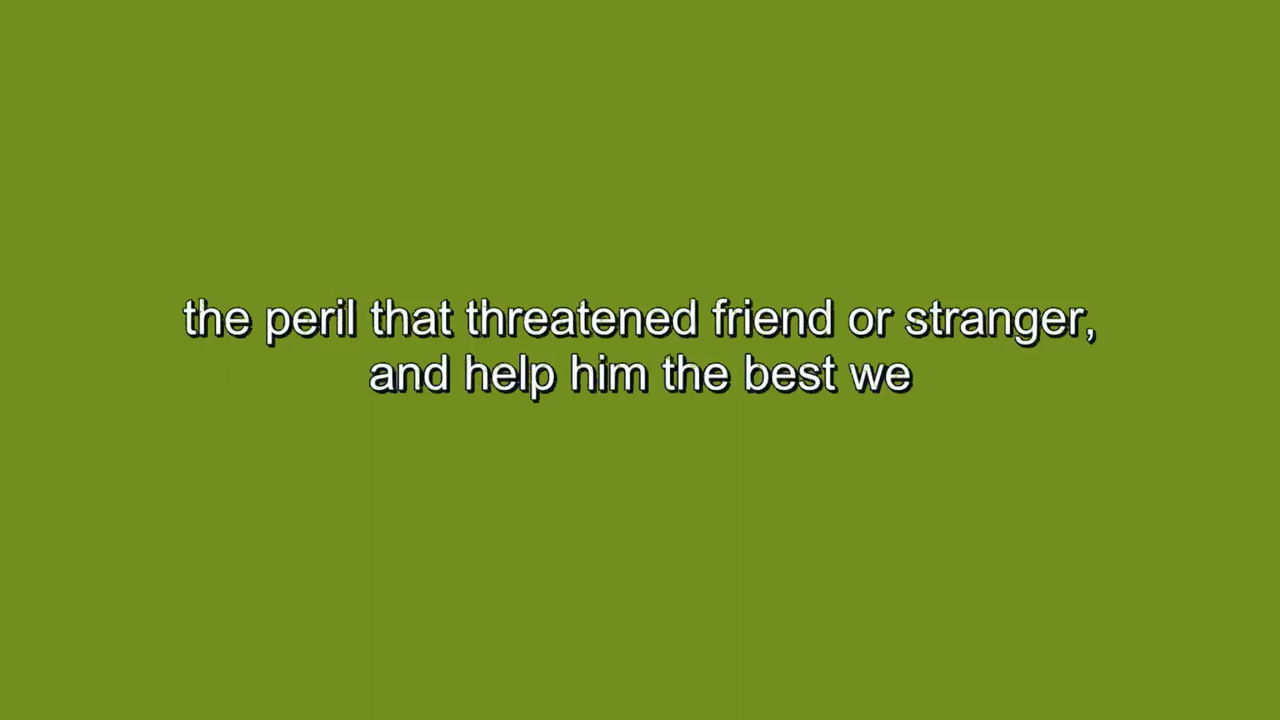 the peril that threatened friend or stranger,
and help him the best we